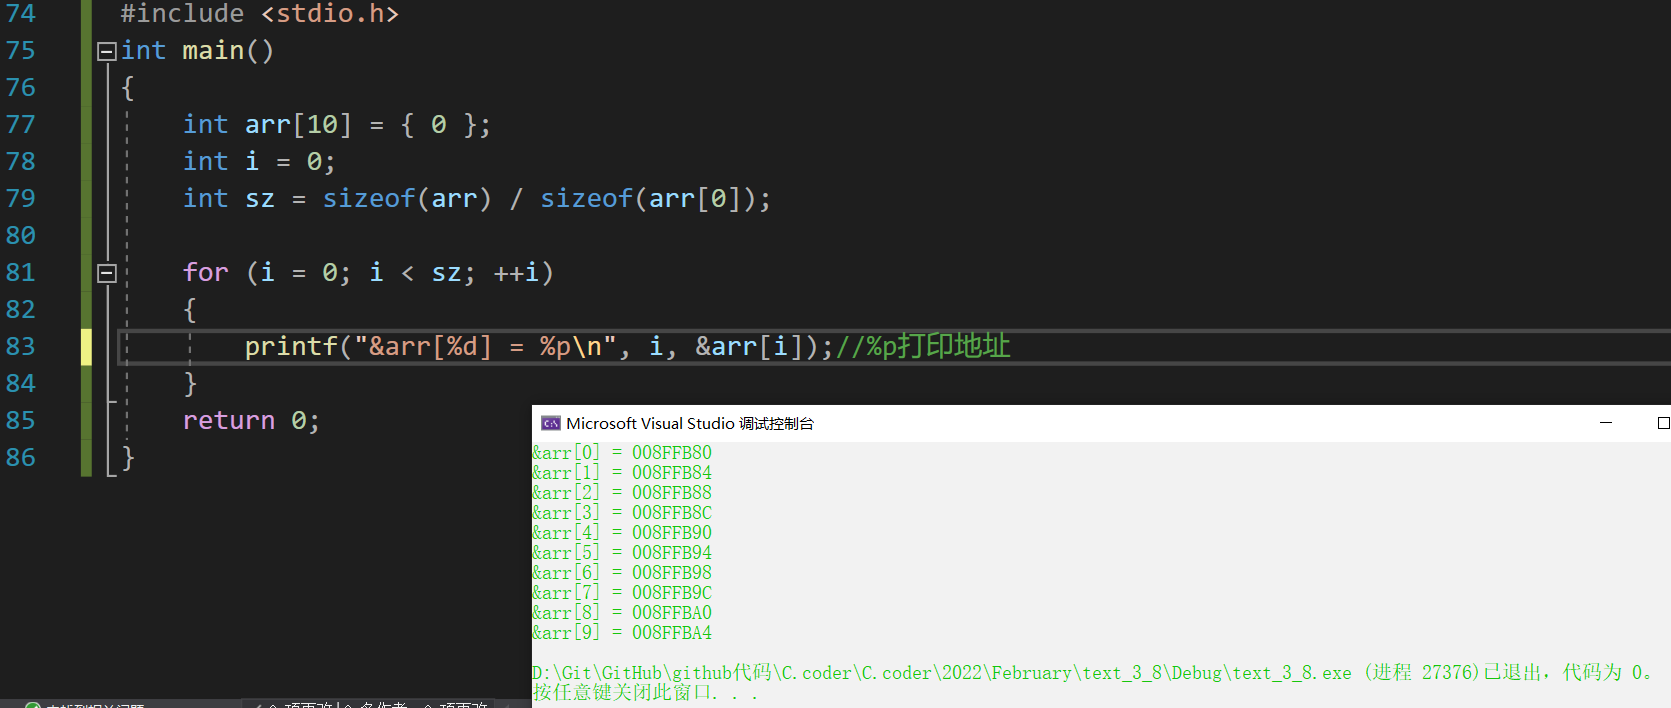 74 #include <stdio.h>
75 int main()
76 {
77 int arr[10] = { 0 };
78 int i = 0;
79 int sz = sizeof(arr) / sizeof(arr[0]);
80
81 for (i = 0; i < sz; ++i)
82 {
83 printf("&arr[%d] = %p\n", i, &arr[i]);//%p打印地址
84 }
85 return 0;
86 }
Microsoft Visual Studio 调试控制台
&arr[0] = 008FFB80
&arr[1] = 008FFB84
&arr[2] = 008FFB88
&arr[3] = 008FFB8C
&arr[4] = 008FFB90
&arr[5] = 008FFB94
&arr[6] = 008FFB98
&arr[7] = 008FFB9C
&arr[8] = 008FFBA0
&arr[9] = 008FFBA4
D:\Git\GitHub\github代码\C.coder\C.coder\2022\February\text_3_8\Debug\text_3_8.exe (进程 27376)已退出，代码为 0。
按任意键关闭此窗口. . .